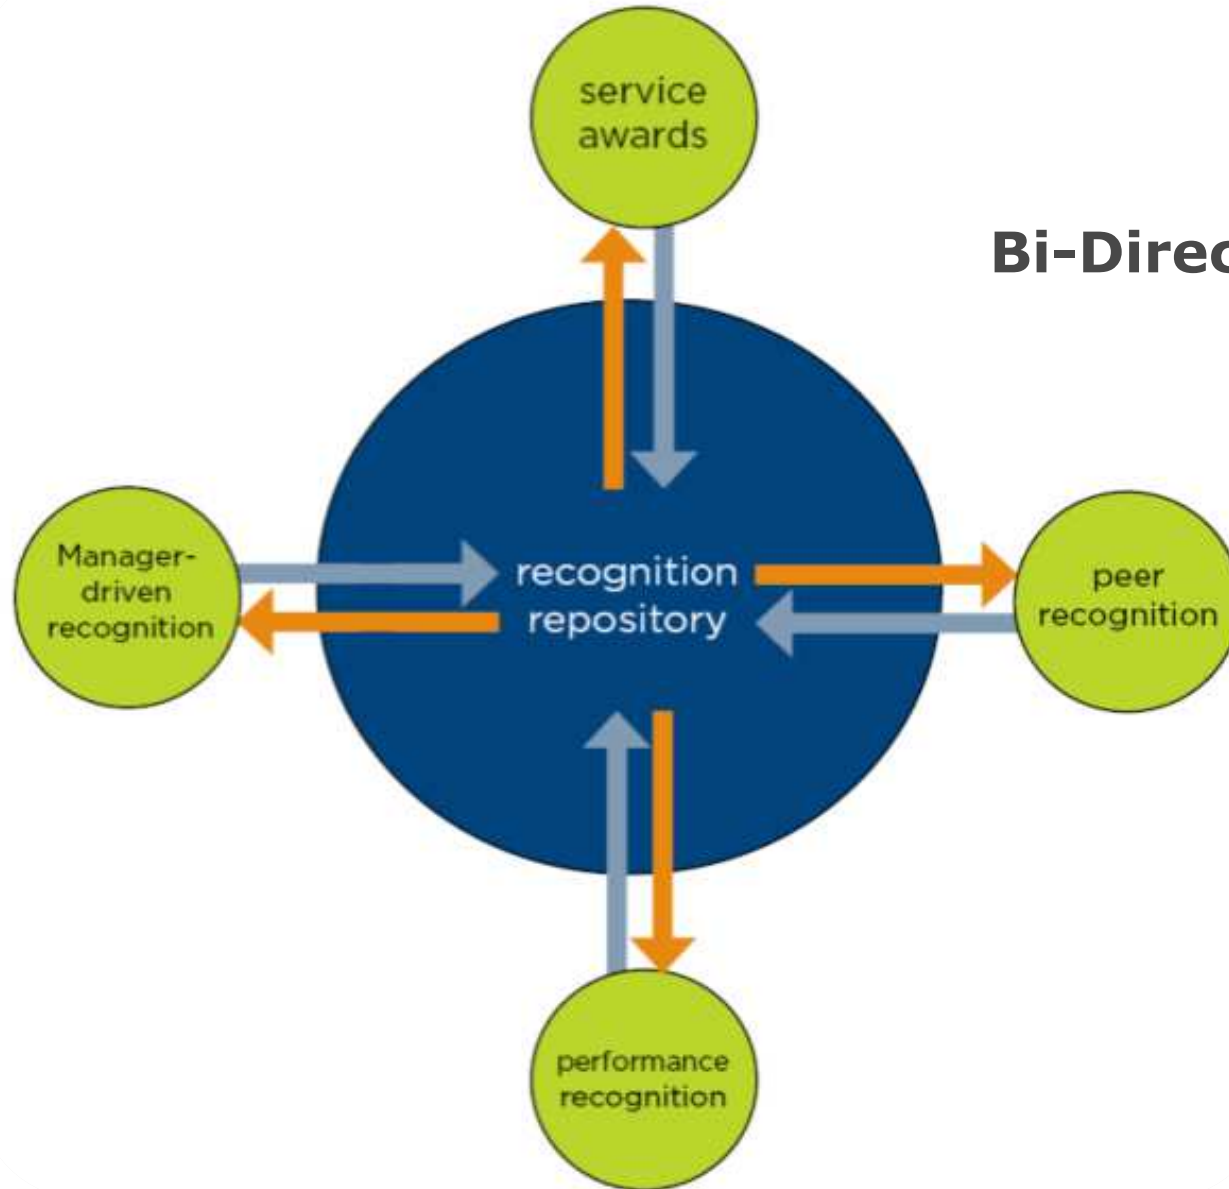 service
awards
Bi-Direc
Manager-
driven
recognition
recognition
repository
peer
recognition
performance
recognition